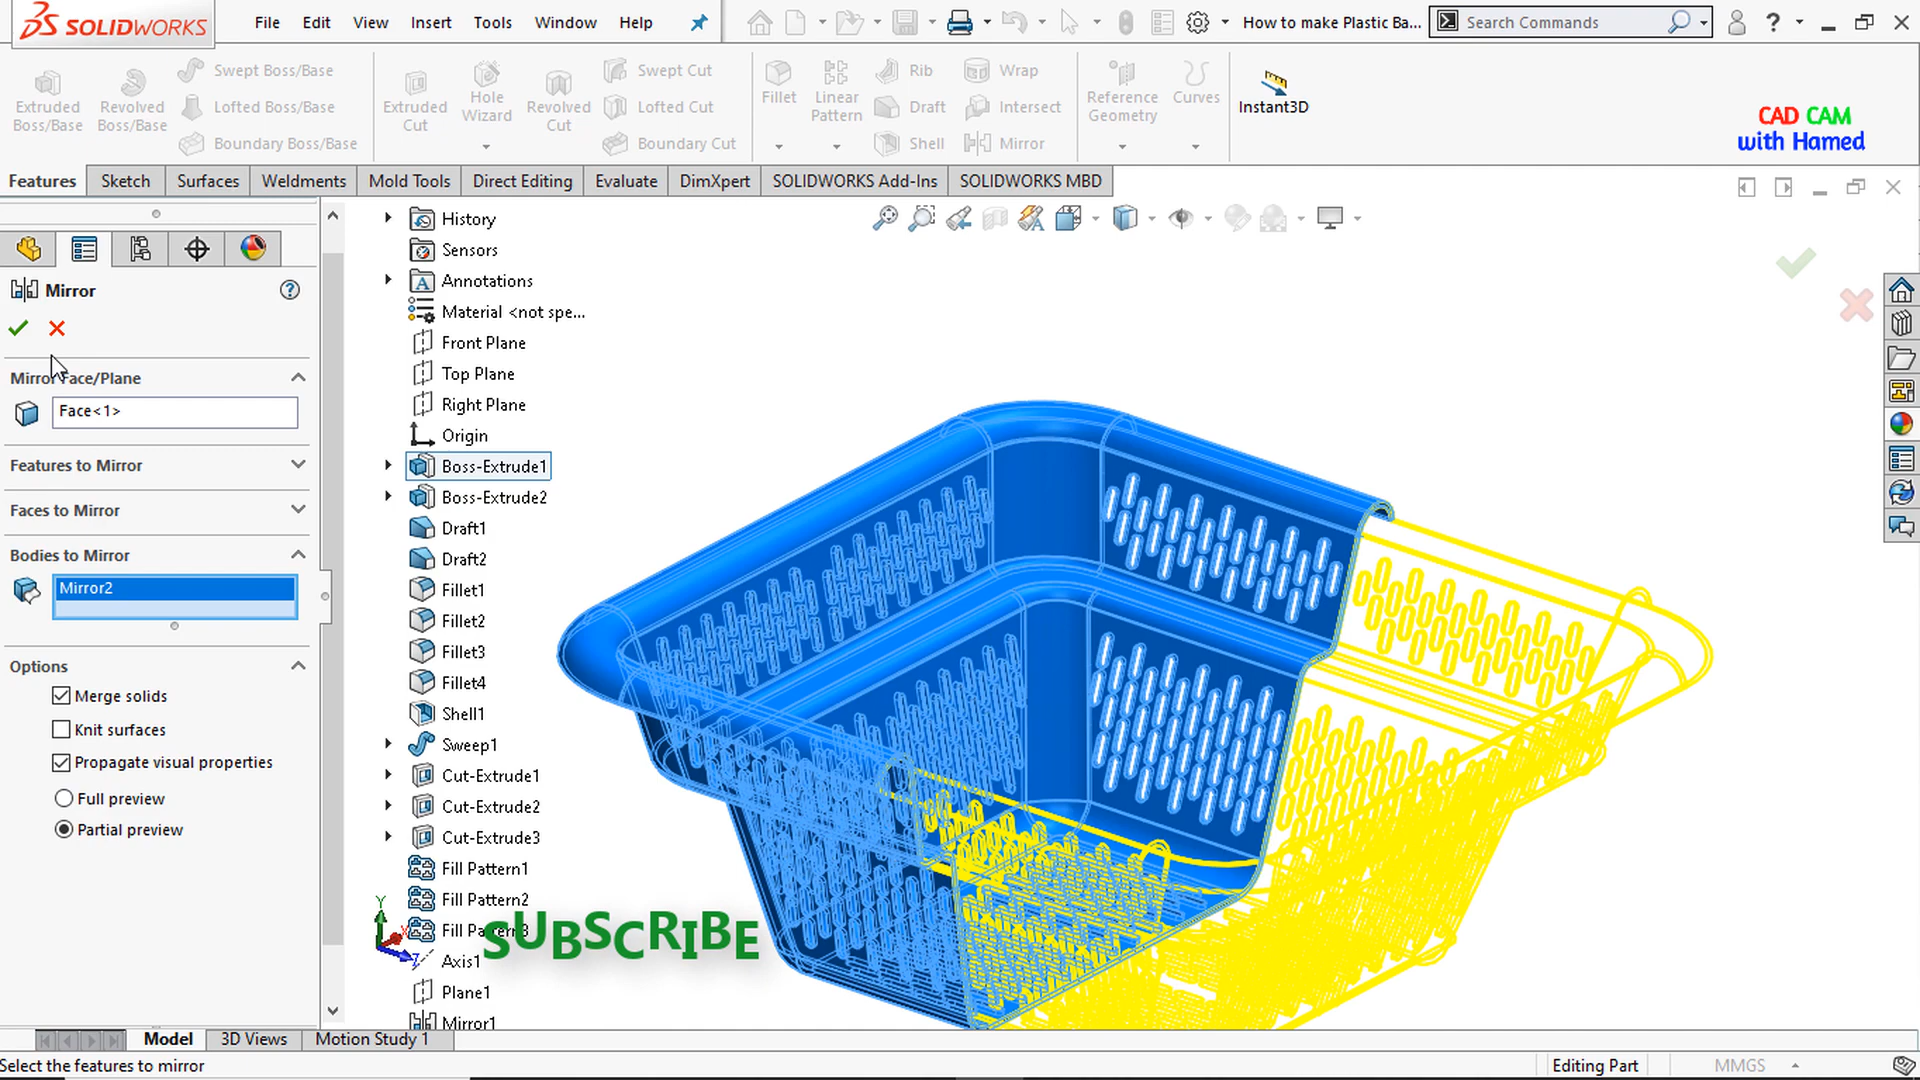 SOLIDWORKS File Edit View Insert Tools Window Help How to make Plastic Ba... Search Commands ?
Extruded Boss/Base Revolved Boss/Base Swept Boss/Base Lofted Boss/Base Boundary Boss/Base
Extruded Cut Hole Wizard Revolved Cut Swept Cut Lofted Cut Boundary Cut
Fillet Linear Pattern Rib Draft Shell Wrap Intersect Mirror
Reference Geometry Curves Instant3D
CAD CAM
with Hamed
Features Sketch Surfaces Weldments Mold Tools Direct Editing Evaluate DimXpert SOLIDWORKS Add-Ins SOLIDWORKS MBD
Mirror
Mirror Face/Plane
Face<1>
Features to Mirror
Faces to Mirror
Bodies to Mirror
Mirror2
Options
Merge solids
Knit surfaces
Propagate visual properties
Full preview
Partial preview
History
Sensors
Annotations
Material <not spe...
Front Plane
Top Plane
Right Plane
Origin
Boss-Extrude1
Boss-Extrude2
Draft1
Draft2
Fillet1
Fillet2
Fillet3
Fillet4
Shell1
Sweep1
Cut-Extrude1
Cut-Extrude2
Cut-Extrude3
Fill Pattern1
Fill Pattern2
Fill Pattern3
Axis1
Plane1
Mirror1
Y
Z
SUBSCRIBE
Model 3D Views Motion Study 1
Select the features to mirror Editing Part MMGS